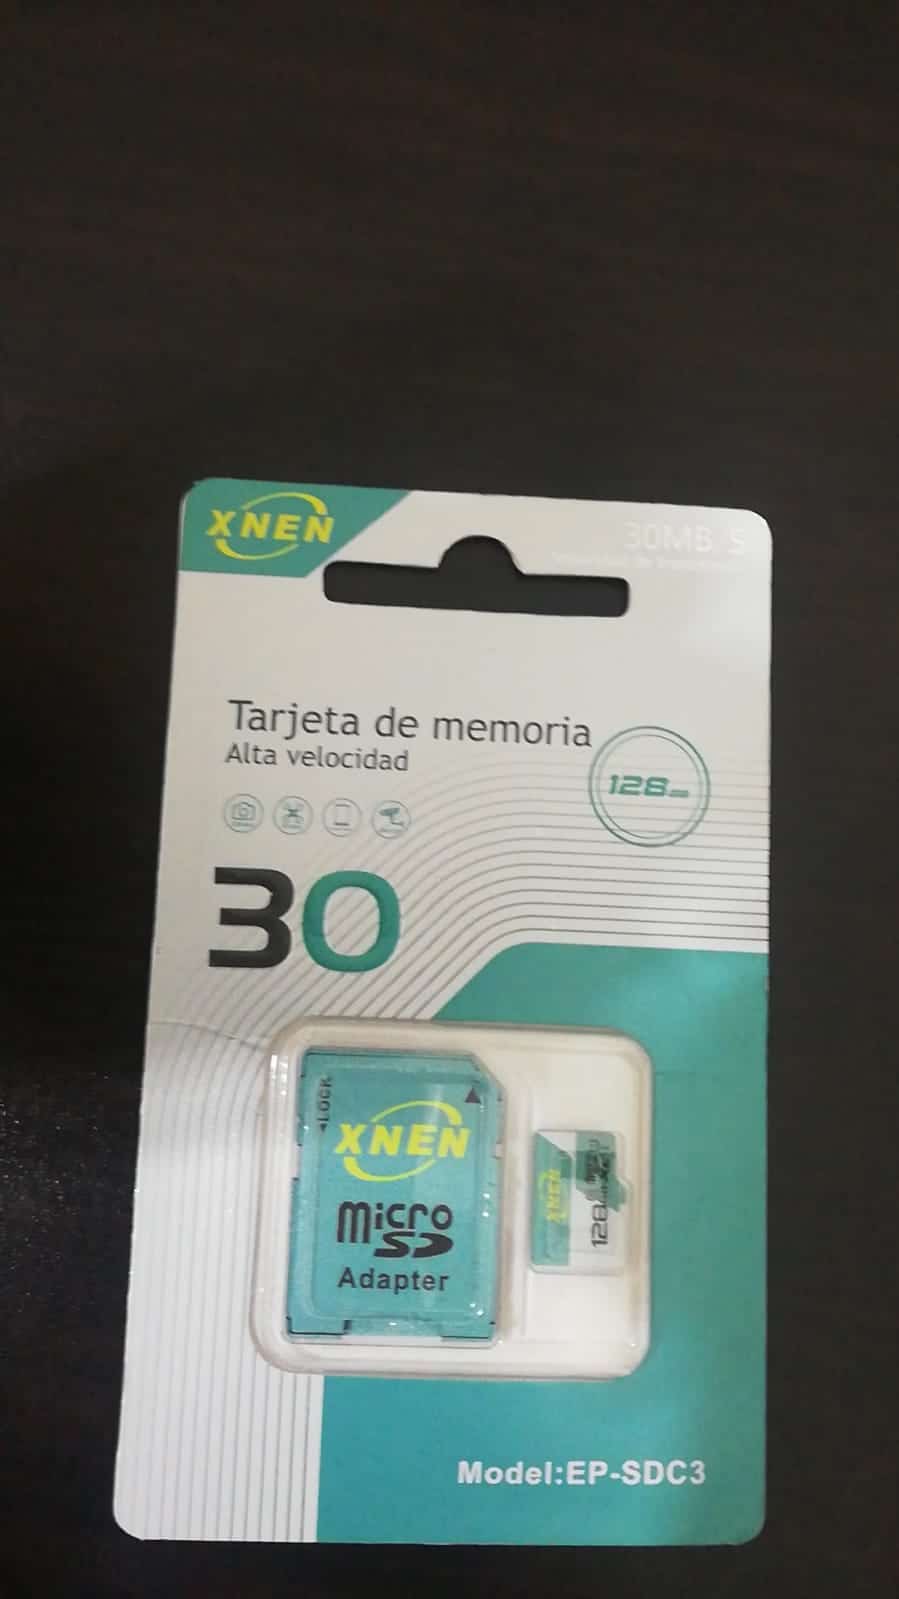 XNEN
30MB/S
Tarjeta de memoria
Alta velocidad
128GB
30
LOCK
XNEN
micro
SD
Adapter
XNEN
128
Model:EP-SDC3